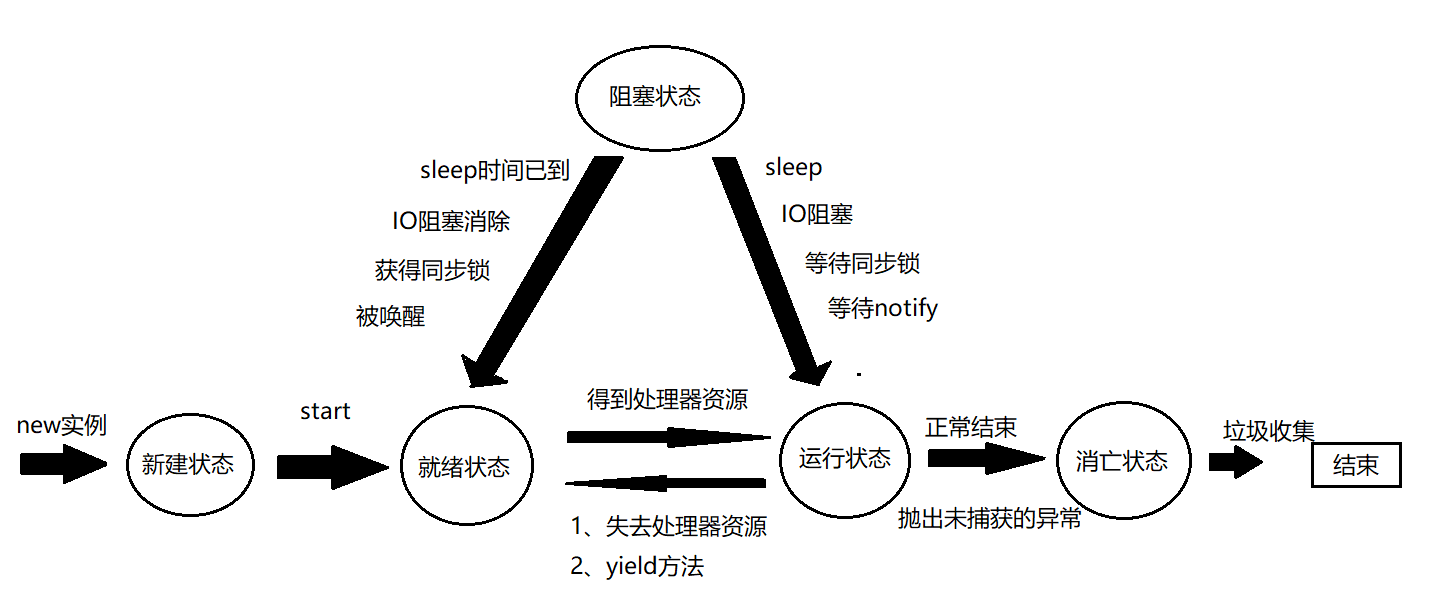 阻塞状态
sleep时间已到
sleep
IO阻塞消除
IO阻塞
获得同步锁
等待同步锁
被唤醒
等待notify
new实例
start
得到处理器资源
正常结束
垃圾收集
新建状态
就绪状态
运行状态
消亡状态
结束
1、失去处理器资源
抛出未捕获的异常
2、yield方法